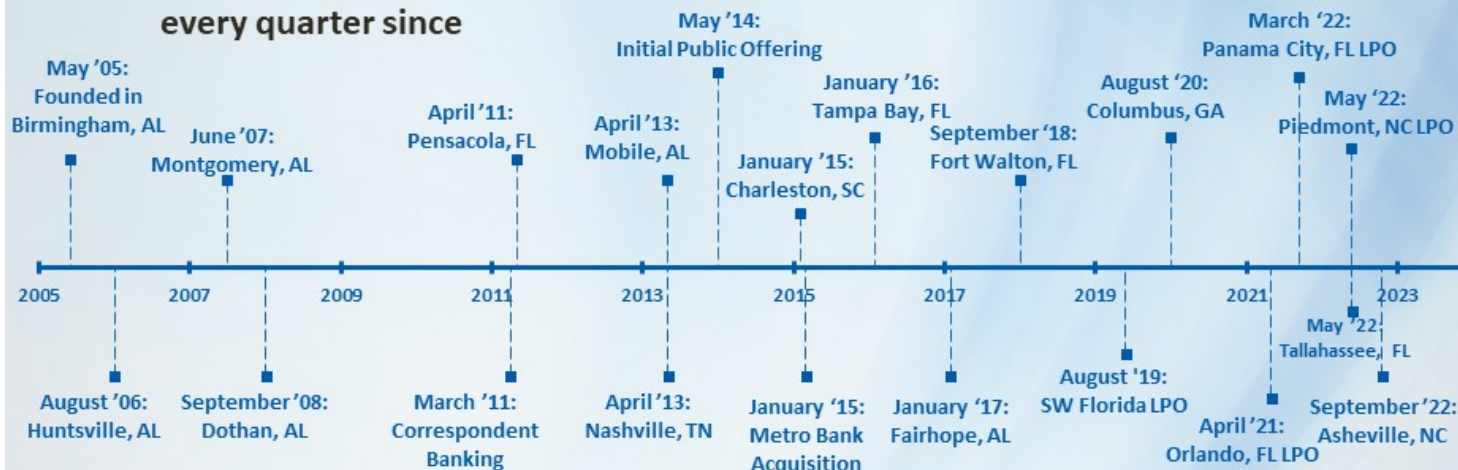 every quarter since
May '05:
Founded in
Birmingham, AL
June '07:
Montgomery, AL
April '11:
Pensacola, FL
April '13:
Mobile, AL
May '14:
Initial Public Offering
January '15:
Charleston, SC
January '16:
Tampa Bay, FL
September '18:
Fort Walton, FL
August '20:
Columbus, GA
March '22:
Panama City, FL LPO
May '22:
Piedmont, NC LPO
2005 2007 2009 2011 2013 2015 2017 2019 2021 2023
August '06:
Huntsville, AL
September '08:
Dothan, AL
March '11:
Correspondent
Banking
April '13:
Nashville, TN
January '15:
Metro Bank
Acquisition
January '17:
Fairhope, AL
August '19:
SW Florida LPO
April '21:
Orlando, FL LPO
May '22:
Tallahassee, FL
September '22:
Asheville, NC